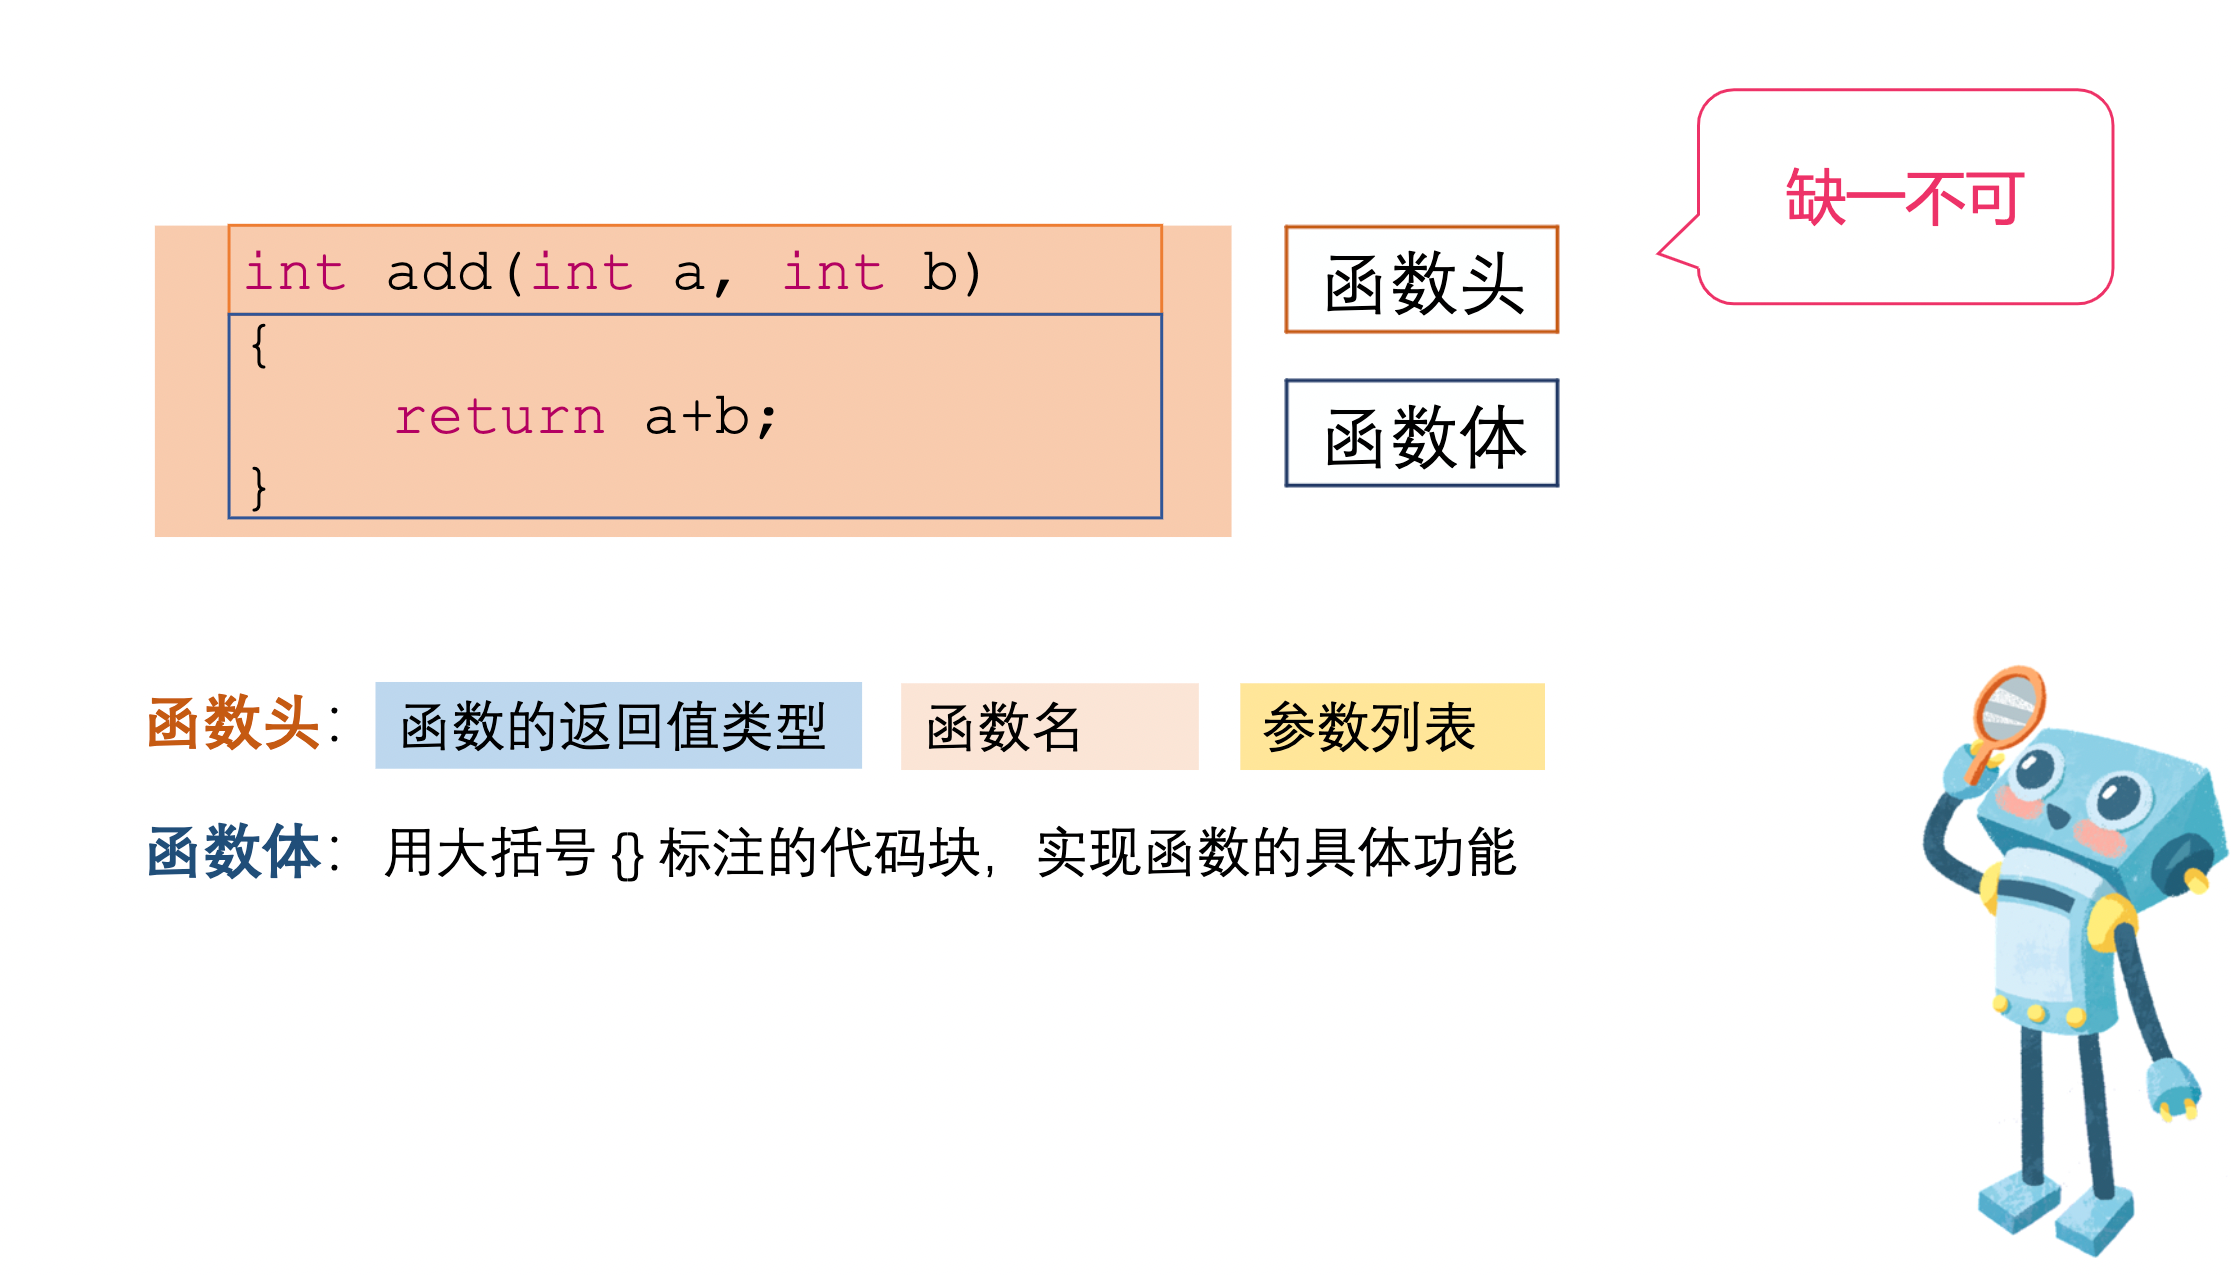 缺一不可
int add(int a, int b)
{
    return a+b;
}
函数头
函数体
函数头： 函数的返回值类型 函数名 参数列表
函数体： 用大括号 {} 标注的代码块，实现函数的具体功能